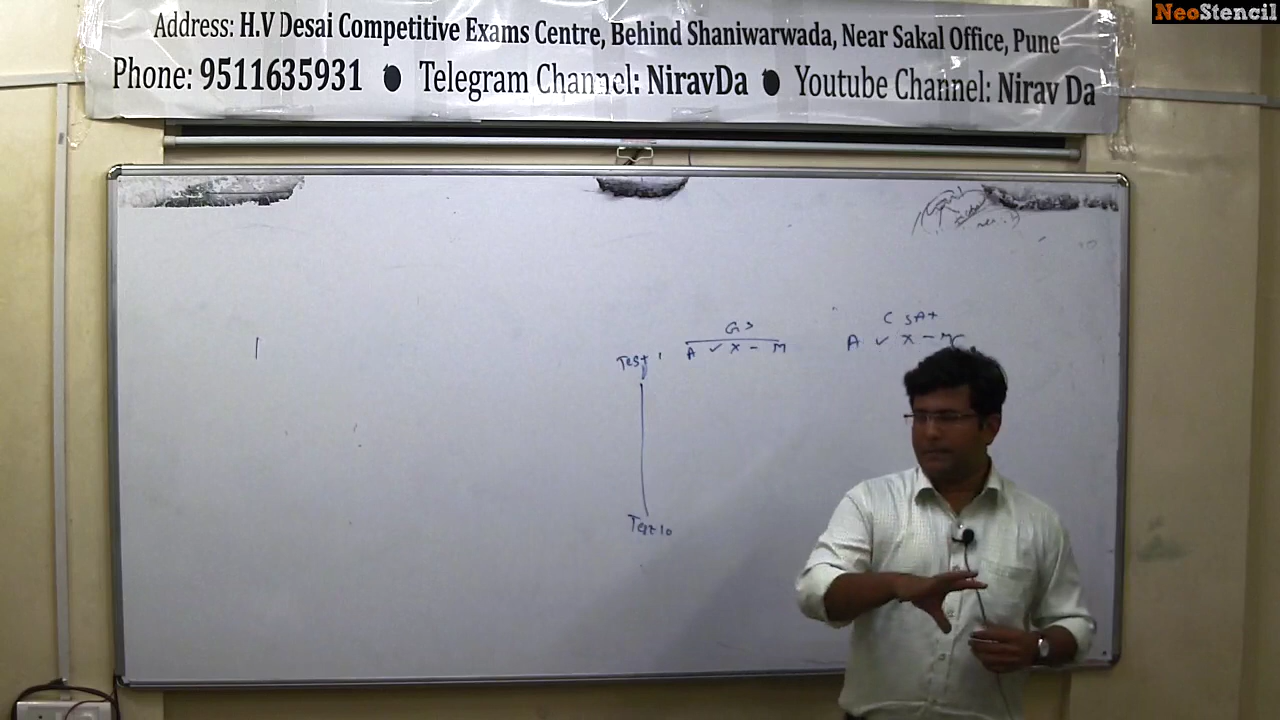 NeoStencil
Address: H.V Desai Competitive Exams Centre, Behind Shaniwarwada, Near Sakal Office, Pune
Phone: 9511635931 ● Telegram Channel: NiravDa ● Youtube Channel: Nirav Da
GS
CSAT
Test 1
A ✓ X - M
A ✓ X -
Test 10